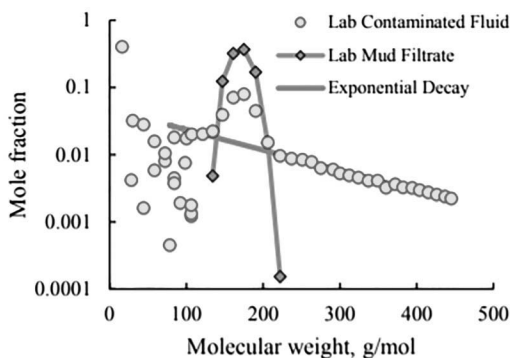 1
0.1
0.01
0.001
0.0001
Mole fraction
Lab Contaminated Fluid
Lab Mud Filtrate
Exponential Decay
0 100 200 300 400 500
Molecular weight, g/mol